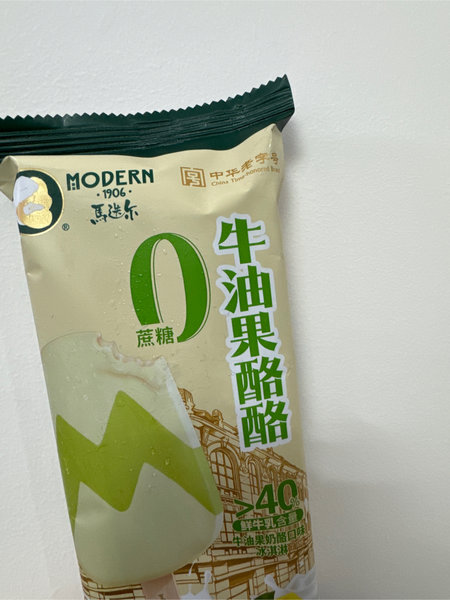 MODERN
·1906·
馬迭尔
®
中华老字号
China Time-honored Brand
0
蔗糖
牛油果酪酪
>40%
鲜牛乳含量
牛油果奶酪口味
冰淇淋